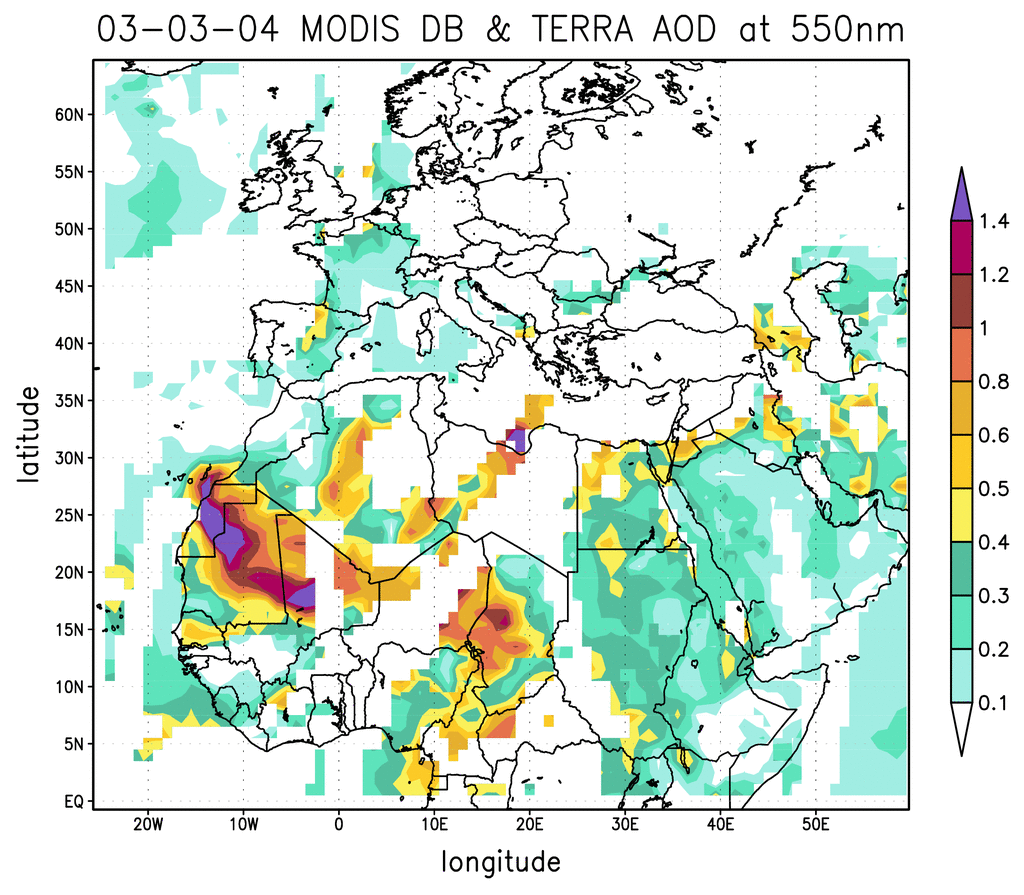 03-03-04 MODIS DB & TERRA AOD at 550nm
60N
55N
50N
45N
40N
35N
30N
25N
20N
15N
10N
5N
EQ
latitude
20W 10W 0 10E 20E 30E 40E 50E
longitude
1.4
1.2
1
0.8
0.6
0.5
0.4
0.3
0.2
0.1